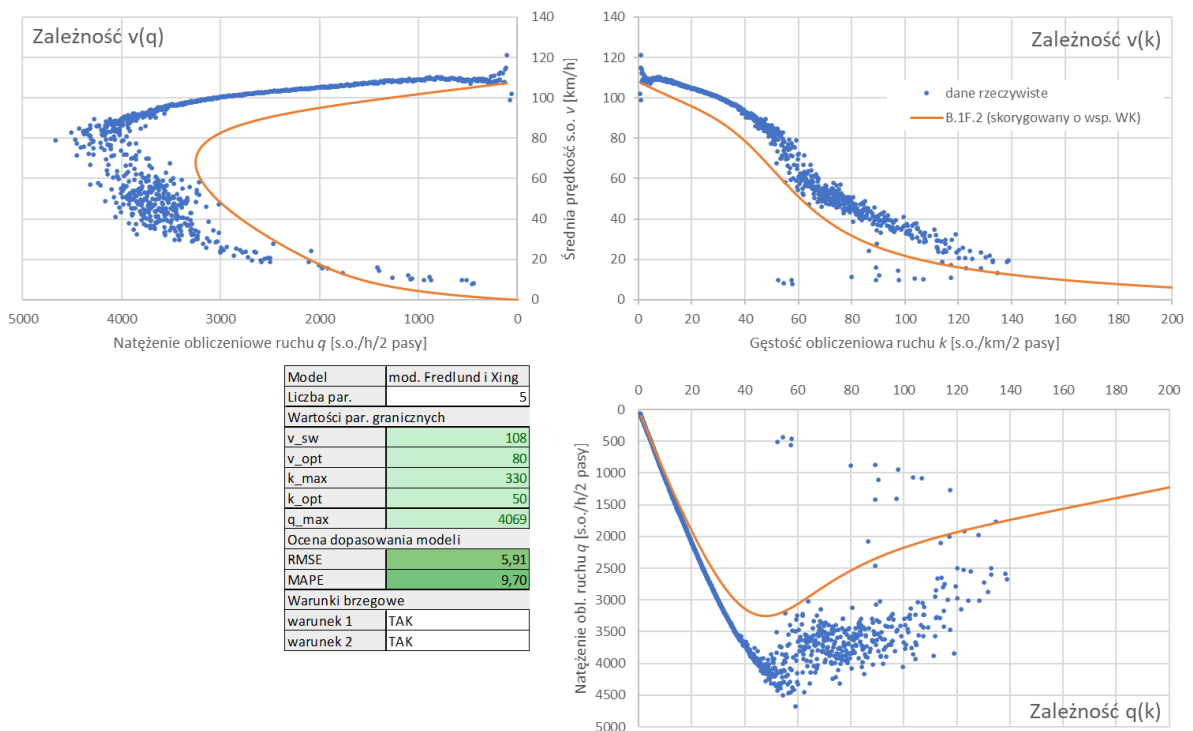 Zależność v(q)
140
120
100
80
60
40
20
0
Średnia prędkość s.o. v [km/h]
5000 4000 3000 2000 1000 0
Natężenie obliczeniowe ruchu q [s.o./h/2 pasy]
Zależność v(k)
dane rzeczywiste
B.1F.2 (skorygowany o wsp. WK)
140
120
100
80
60
40
20
0
0 20 40 60 80 100 120 140 160 180 200
Gęstość obliczeniowa ruchu k [s.o./km/2 pasy]
Model mod. Fredlund i Xing
Liczba par. 5
Wartości par. granicznych
v_sw 108
v_opt 80
k_max 330
k_opt 50
q_max 4069
Ocena dopasowania modeli
RMSE 5,91
MAPE 9,70
Warunki brzegowe
warunek 1 TAK
warunek 2 TAK
0 20 40 60 80 100 120 140 160 180 200
0
500
1000
1500
2000
2500
3000
3500
4000
4500
5000
Natężenie obl. ruchu q [s.o./h/2 pasy]
Zależność q(k)